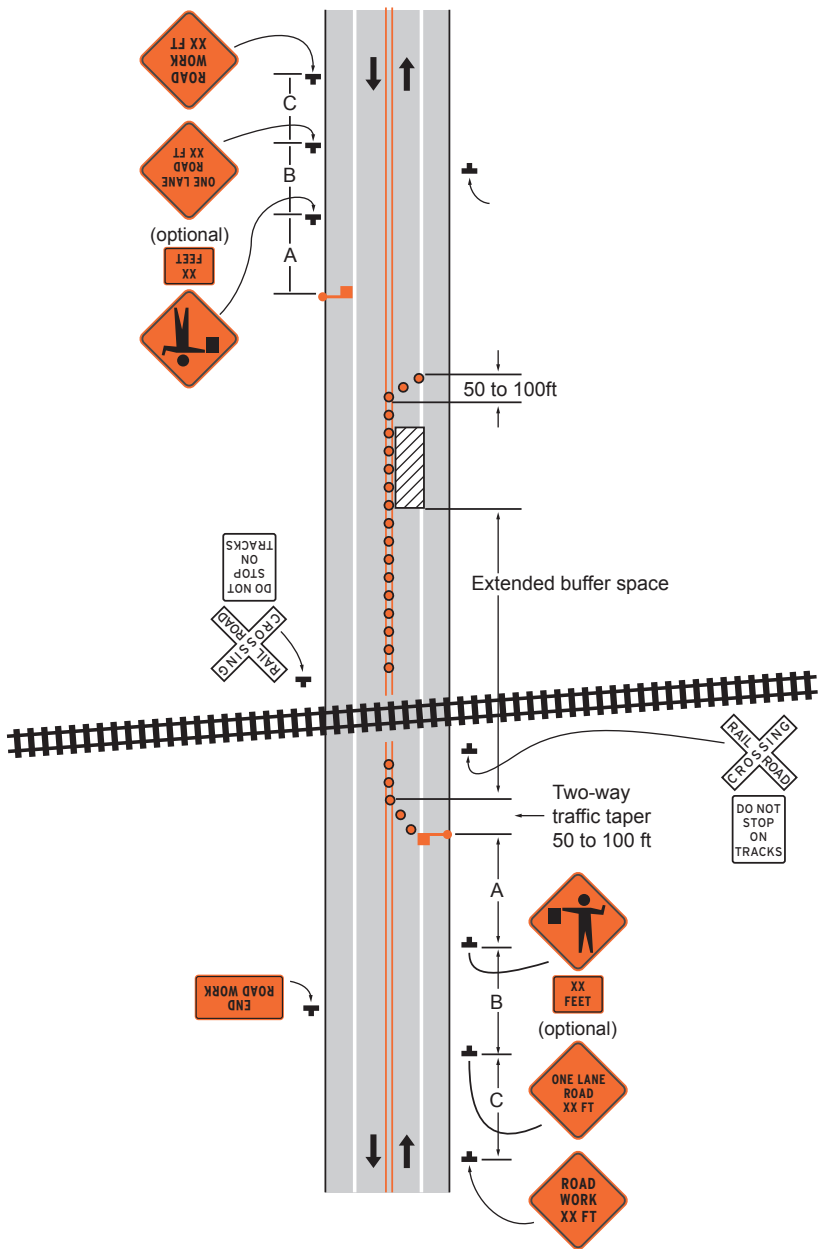 ROAD
WORK
XX FT
C
ONE LANE
ROAD
XX FT
B
(optional)
XX
FEET
A
50 to 100ft
DO NOT
STOP
ON
TRACKS
Extended buffer space
RAIL ROAD
CROSSING
RAIL ROAD
CROSSING
DO NOT
STOP
ON
TRACKS
Two-way
traffic taper
50 to 100 ft
A
END
ROAD WORK
XX
FEET
B
(optional)
ONE LANE
ROAD
XX FT
C
ROAD
WORK
XX FT